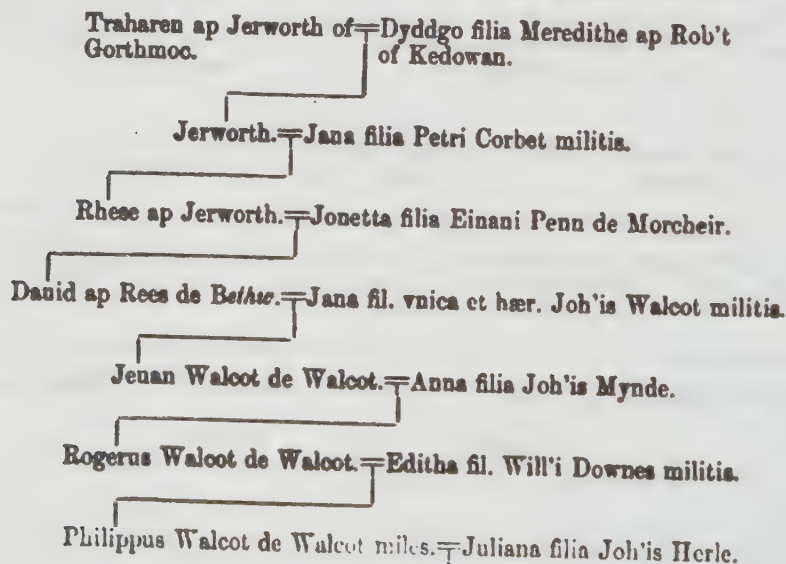 Traharen ap Jerworth of=Dyddgo filia Meredithe ap Rob't
Gorthmoc. of Kedowan.
Jerworth.=Jana filia Petri Corbet militis.
Rhese ap Jerworth.=Jonetta filia Einani Penn de Morcheir.
Dauid ap Rees de Bethw.=Jana fil. vnica et hær. Joh'is Walcot militis.
Jeuan Walcot de Walcot.=Anna filia Joh'is Mynde.
Rogerus Walcot de Walcot.=Editha fil. Will'i Downes militis.
Philippus Walcot de Walcot miles.=Juliana filia Joh'is Herle.